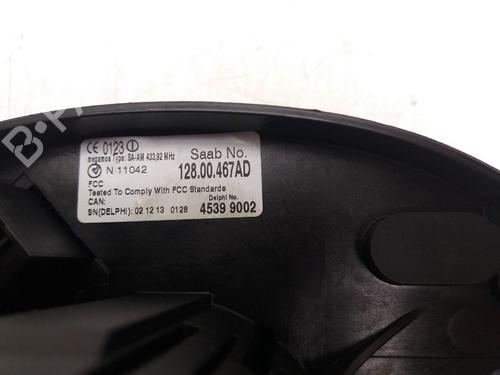 CE 0123 Saab No.
megamos Type: SA-AM 433,92 MHz
N 11042 128.00.467AD
FCC
Tested To Comply With FCC Standards
CAN: Delphi No.
SN(DELPHI): 02 12 13 0128 4539 9002